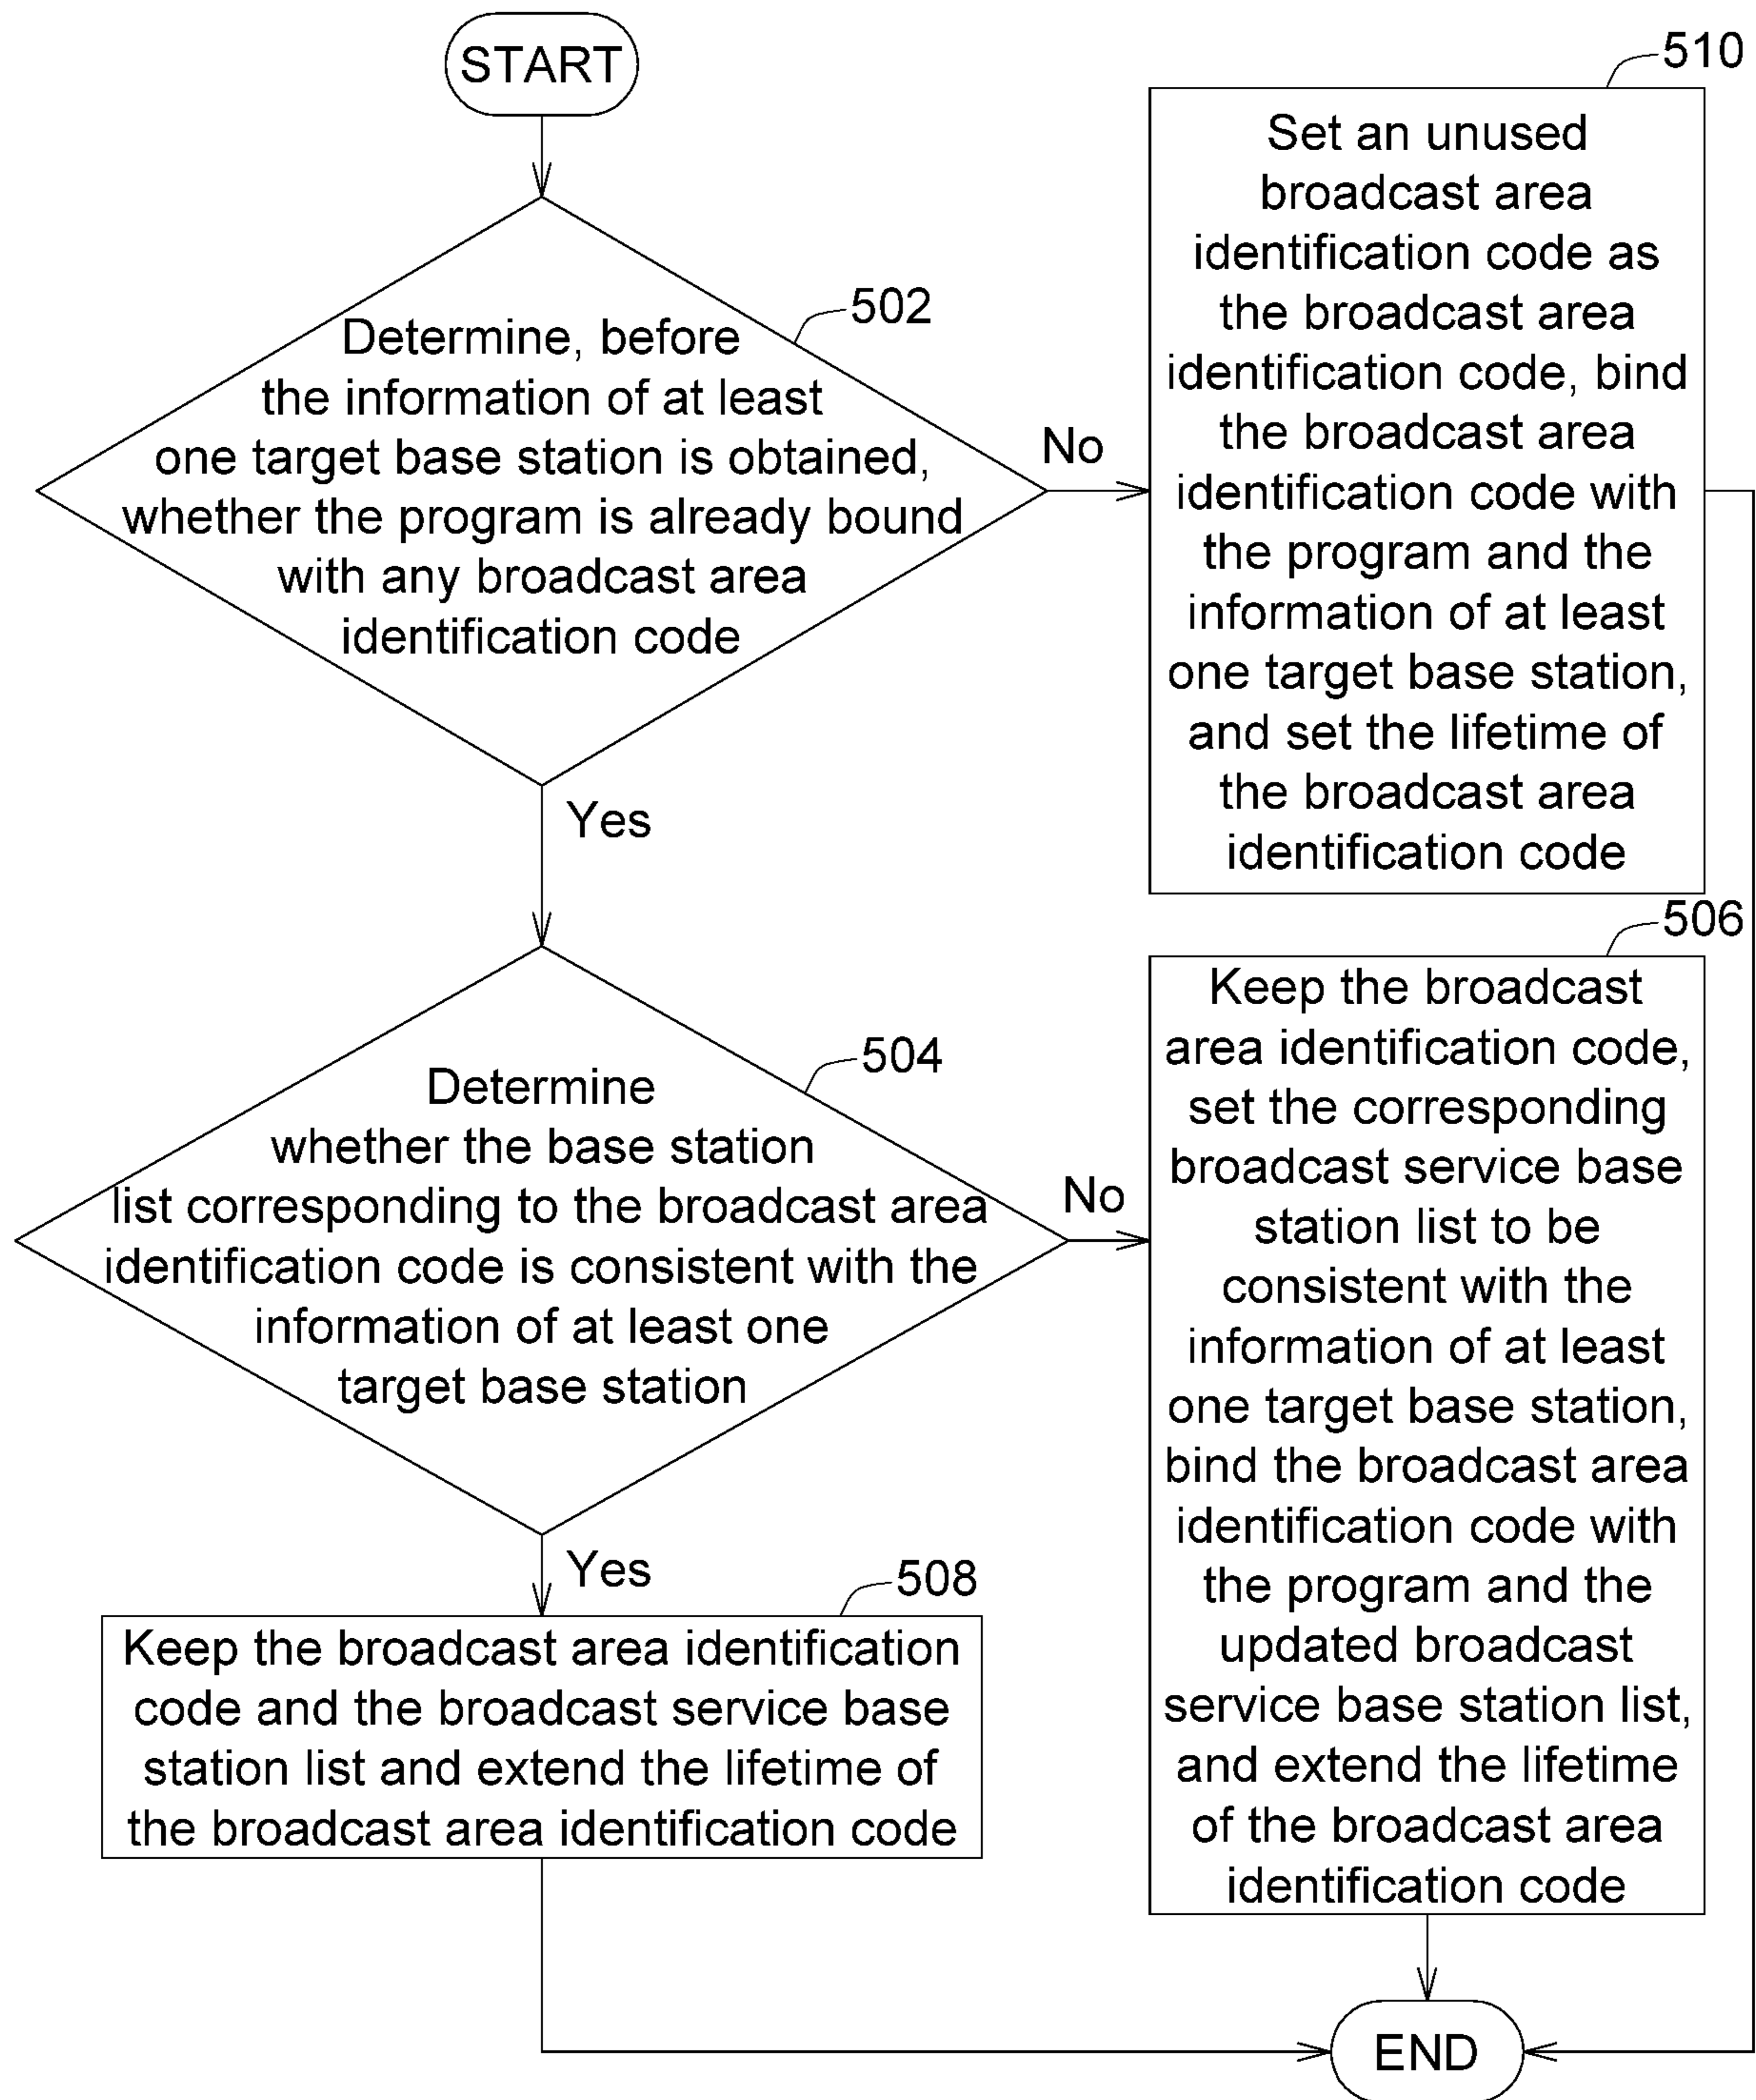 START
502
Determine, before
the information of at least
one target base station is obtained,
whether the program is already bound
with any broadcast area
identification code
No
Yes
510
Set an unused
broadcast area
identification code as
the broadcast area
identification code, bind
the broadcast area
identification code with
the program and the
information of at least
one target base station,
and set the lifetime of
the broadcast area
identification code
504
Determine
whether the base station
list corresponding to the broadcast area
identification code is consistent with the
information of at least one
target base station
No
Yes
506
Keep the broadcast
area identification code,
set the corresponding
broadcast service base
station list to be
consistent with the
information of at least
one target base station,
bind the broadcast area
identification code with
the program and the
updated broadcast
service base station list,
and extend the lifetime
of the broadcast area
identification code
508
Keep the broadcast area identification
code and the broadcast service base
station list and extend the lifetime of
the broadcast area identification code
END